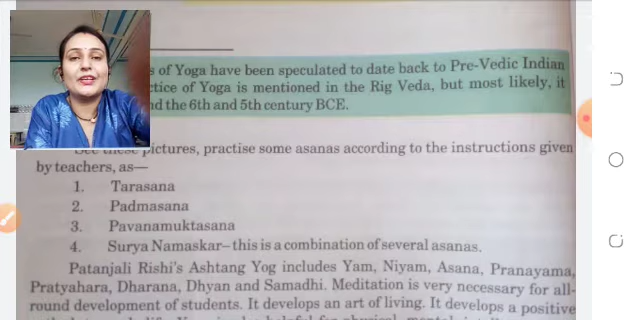 s of Yoga have been speculated to date back to Pre-Vedic Indian
ctice of Yoga is mentioned in the Rig Veda, but most likely, it
nd the 6th and 5th century BCE.
See these pictures, practise some asanas according to the instructions given
by teachers, as—
1. Tarasana
2. Padmasana
3. Pavanamuktasana
4. Surya Namaskar–this is a combination of several asanas.
Patanjali Rishi's Ashtang Yog includes Yam, Niyam, Asana, Pranayama,
Pratyahara, Dharana, Dhyan and Samadhi. Meditation is very necessary for all-
round development of students. It develops an art of living. It develops a positive